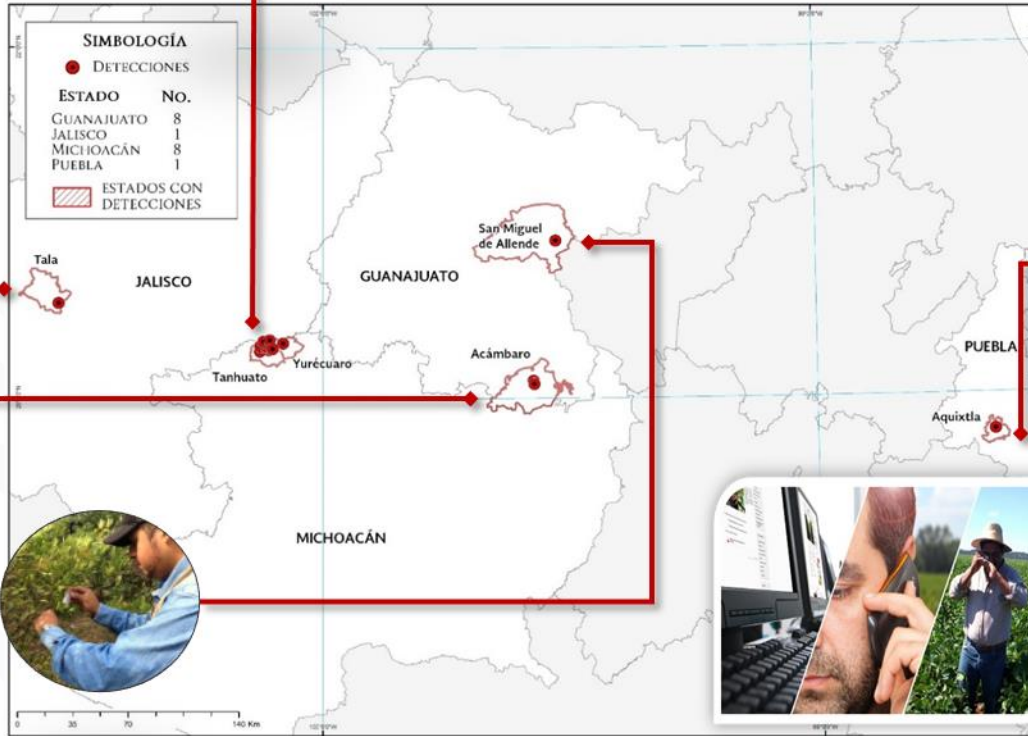 SIMBOLOGÍA
DETECCIONES
ESTADO No.
GUANAJUATO 8
JALISCO 1
MICHOACÁN 8
PUEBLA 1
ESTADOS CON
DETECCIONES
San Miguel
de Allende
Tala
JALISCO
GUANAJUATO
PUEBLA
Yurécuaro
Tanhuato
Acámbaro
Aquixtla
MICHOACÁN
0 35 70 140 Km